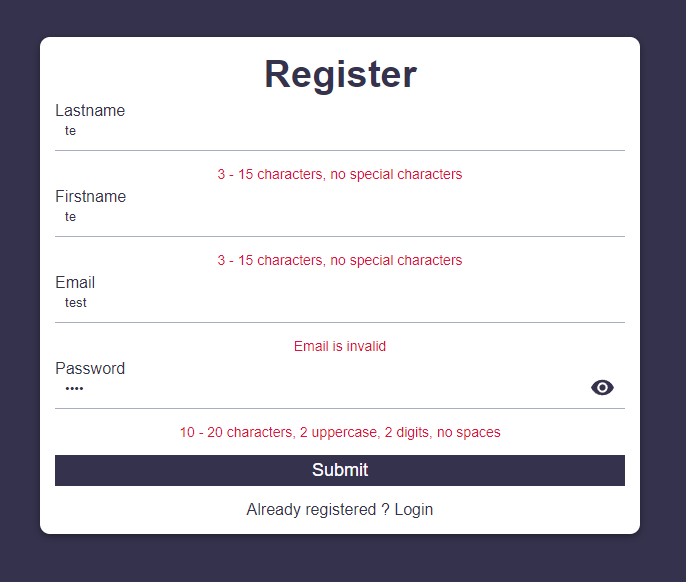 Register
Lastname
te
3 - 15 characters, no special characters
Firstname
te
3 - 15 characters, no special characters
Email
test
Email is invalid
Password
••••
10 - 20 characters, 2 uppercase, 2 digits, no spaces
Submit
Already registered ? Login